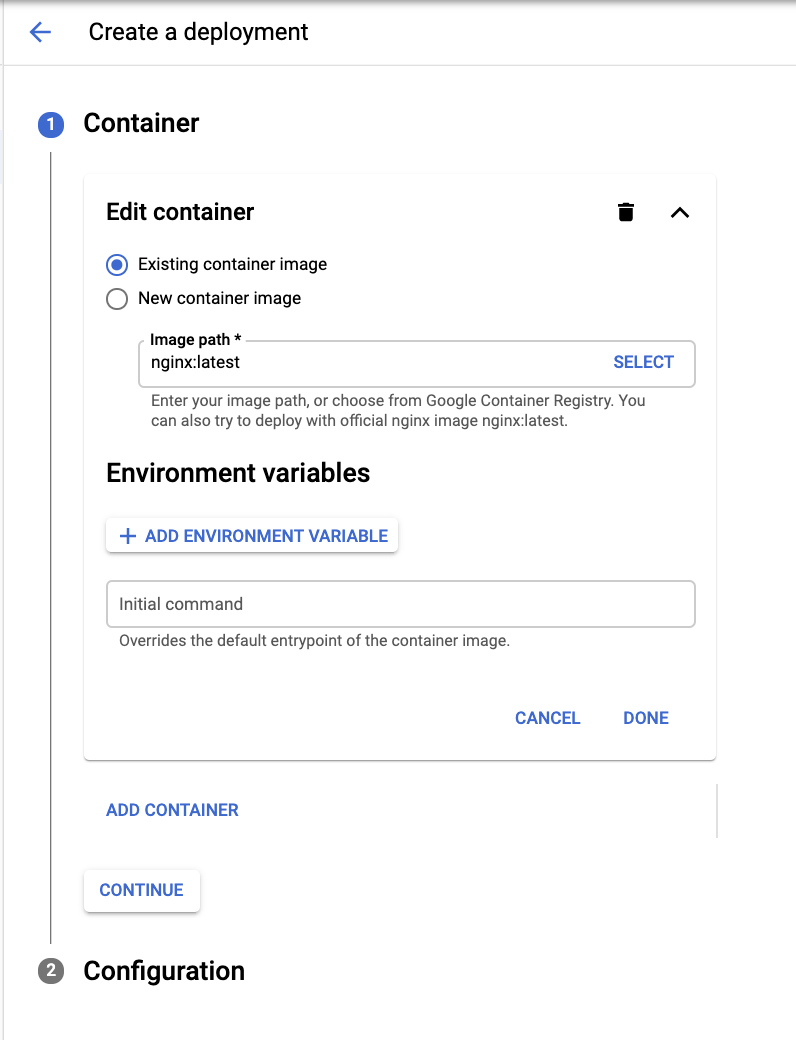 Create a deployment
1
Container
Edit container
Existing container image
New container image
Image path *
nginx:latest
SELECT
Enter your image path, or choose from Google Container Registry. You
can also try to deploy with official nginx image nginx:latest.
Environment variables
ADD ENVIRONMENT VARIABLE
Initial command
Overrides the default entrypoint of the container image.
CANCEL
DONE
ADD CONTAINER
CONTINUE
2
Configuration